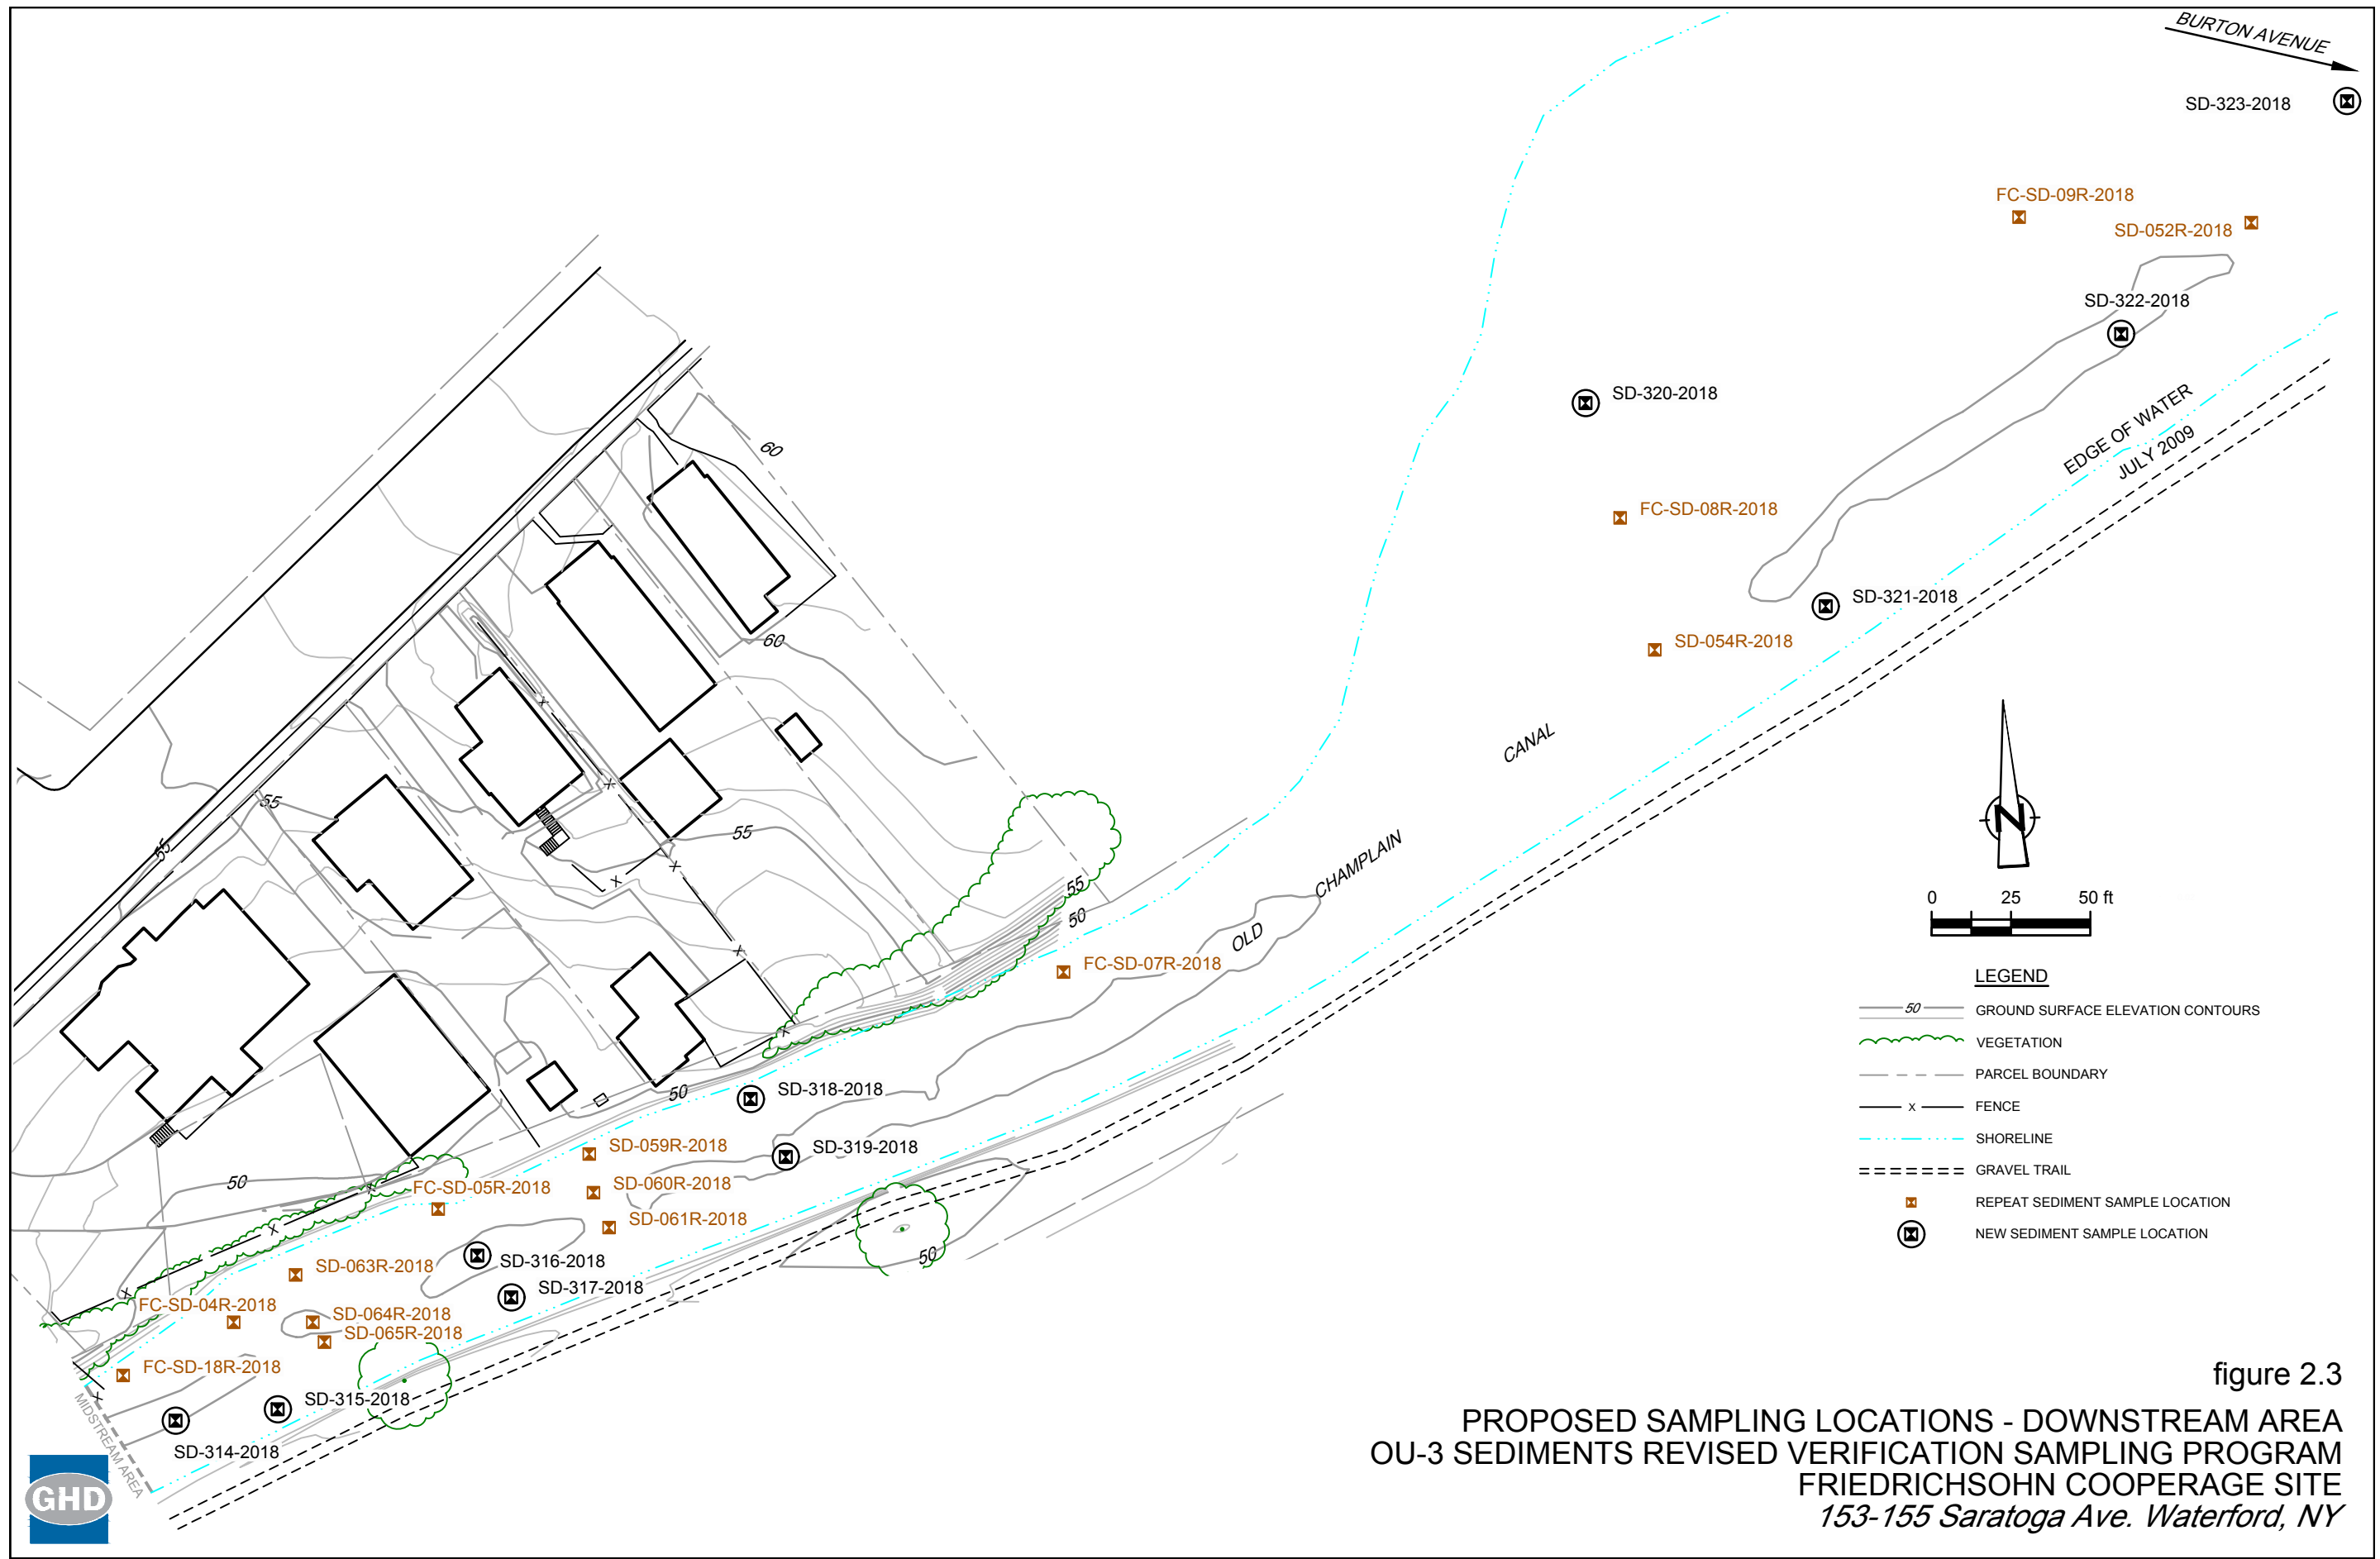 BURTON AVENUE
SD-323-2018
FC-SD-09R-2018
SD-052R-2018
SD-322-2018
SD-320-2018
EDGE OF WATER
JULY 2009
60
FC-SD-08R-2018
SD-321-2018
60
SD-054R-2018
CANAL
55
55
55
CHAMPLAIN
55
50
OLD
FC-SD-07R-2018
N
0 25 50 ft
LEGEND
50 GROUND SURFACE ELEVATION CONTOURS
VEGETATION
PARCEL BOUNDARY
x FENCE
SHORELINE
GRAVEL TRAIL
REPEAT SEDIMENT SAMPLE LOCATION
NEW SEDIMENT SAMPLE LOCATION
50
SD-318-2018
SD-059R-2018
SD-319-2018
50
FC-SD-05R-2018
SD-060R-2018
SD-061R-2018
50
SD-063R-2018
SD-316-2018
SD-317-2018
FC-SD-04R-2018
SD-064R-2018
SD-065R-2018
FC-SD-18R-2018
SD-315-2018
SD-314-2018
MIDSTREAM AREA
GHD
figure 2.3
PROPOSED SAMPLING LOCATIONS - DOWNSTREAM AREA
OU-3 SEDIMENTS REVISED VERIFICATION SAMPLING PROGRAM
FRIEDRICHSOHN COOPERAGE SITE
153-155 Saratoga Ave. Waterford, NY